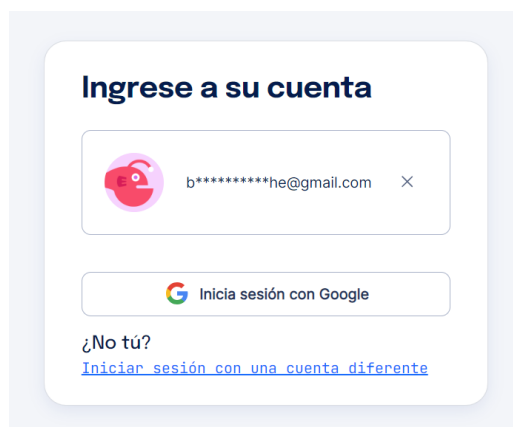 Ingrese a su cuenta
b**********he@gmail.com
Inicia sesión con Google
¿No tú?
Iniciar sesión con una cuenta diferente